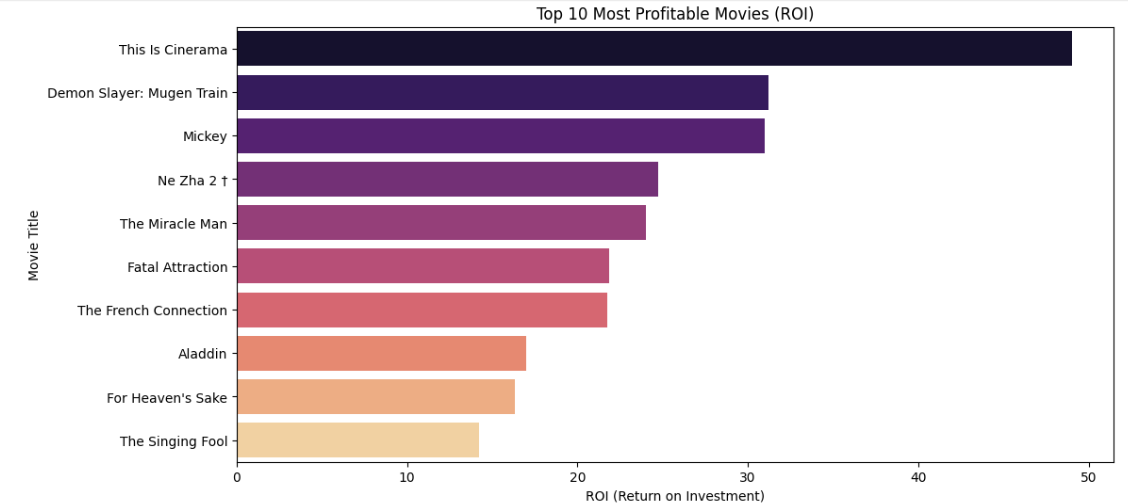 Top 10 Most Profitable Movies (ROI)
Movie Title
This Is Cinerama
Demon Slayer: Mugen Train
Mickey
Ne Zha 2 †
The Miracle Man
Fatal Attraction
The French Connection
Aladdin
For Heaven's Sake
The Singing Fool
0 10 20 30 40 50
ROI (Return on Investment)